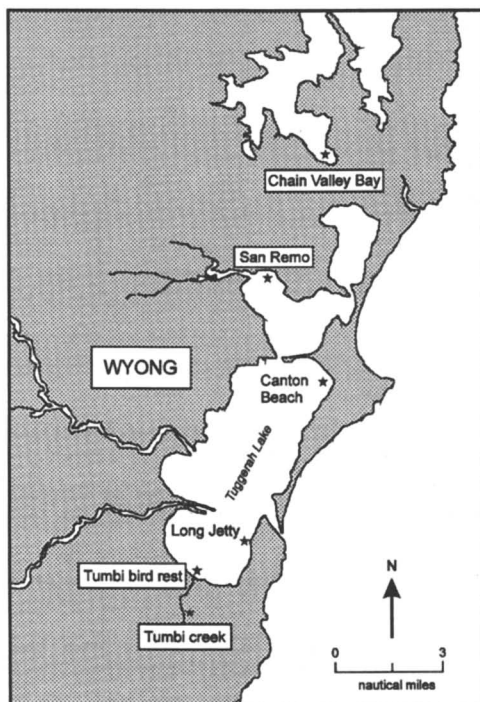 Chain Valley Bay
San Remo
WYONG
Canton
Beach
Tuggerah Lake
Long Jetty
Tumbi bird rest
Tumbi creek
N
0 3
nautical miles